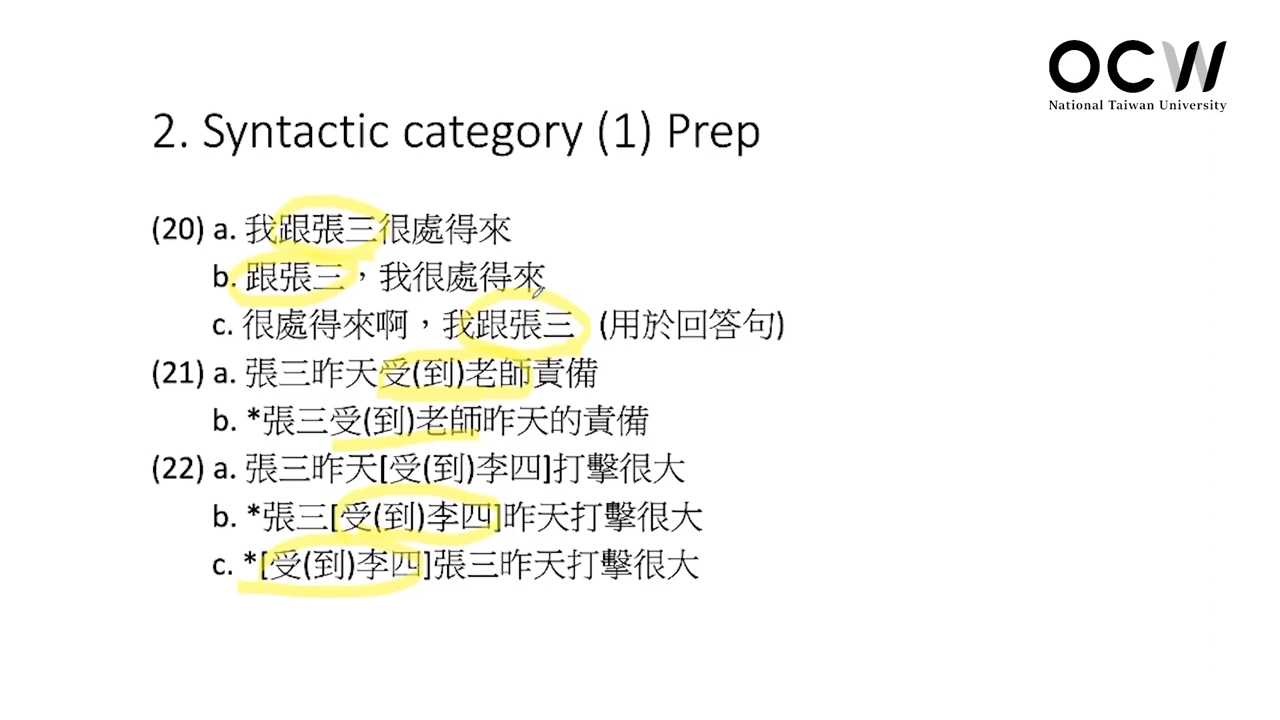 OCW
National Taiwan University
2. Syntactic category (1) Prep
(20) a. 我跟張三很處得來
b. 跟張三，我很處得來
c. 很處得來啊，我跟張三 (用於回答句)
(21) a. 張三昨天受(到)老師責備
b. *張三受(到)老師昨天的責備
(22) a. 張三昨天[受(到)李四]打擊很大
b. *張三[受(到)李四]昨天打擊很大
c. *[受(到)李四]張三昨天打擊很大